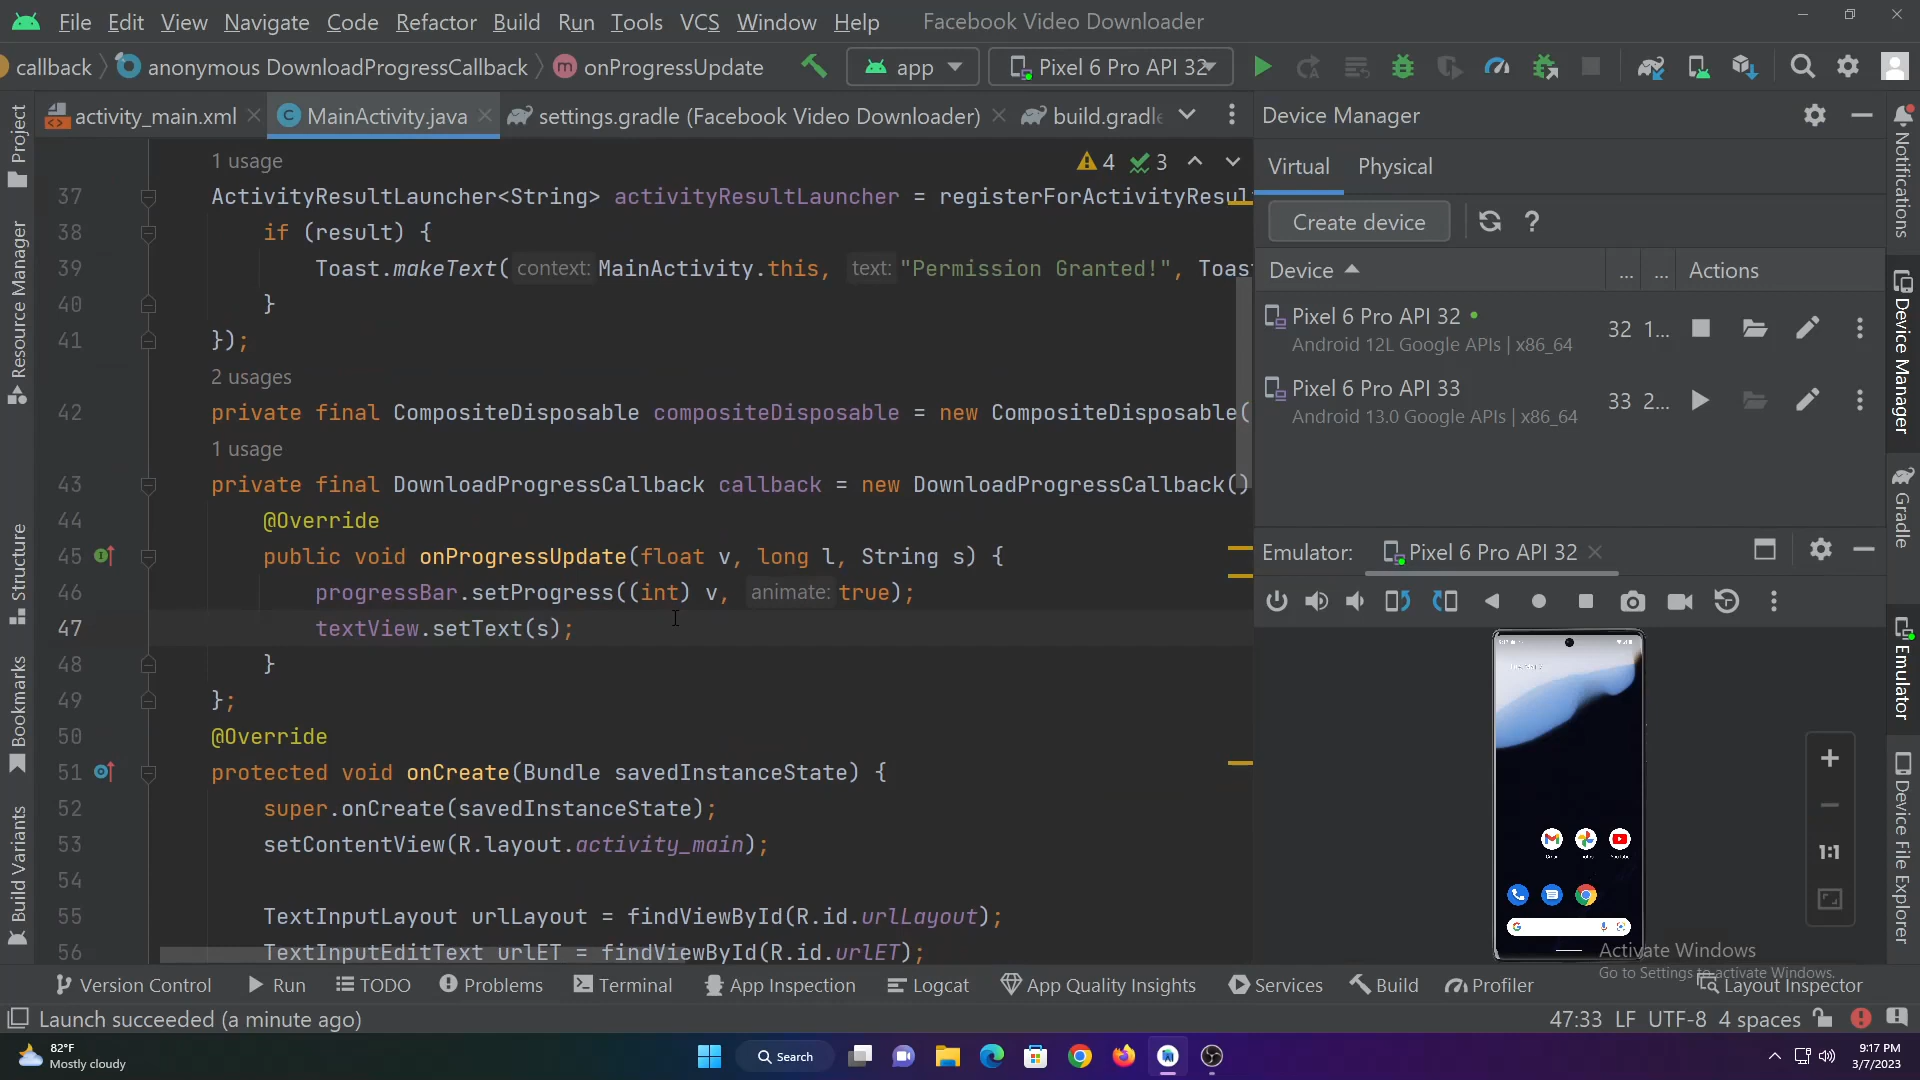 File Edit View Navigate Code Refactor Build Run Tools VCS Window Help Facebook Video Downloader
callback anonymous DownloadProgressCallback onProgressUpdate app Pixel 6 Pro API 32
activity_main.xml MainActivity.java settings.gradle (Facebook Video Downloader) build.gradle
Project
Resource Manager
Structure
Bookmarks
Build Variants
1 usage
4 3
37 ActivityResultLauncher<String> activityResultLauncher = registerForActivityResul
38 if (result) {
39 Toast.makeText( context: MainActivity.this, text: "Permission Granted!", Toas
40 }
41 });
2 usages
42 private final CompositeDisposable compositeDisposable = new CompositeDisposable(
1 usage
43 private final DownloadProgressCallback callback = new DownloadProgressCallback()
44 @Override
45 public void onProgressUpdate(float v, long l, String s) {
46 progressBar.setProgress((int) v, animate: true);
47 textView.setText(s);
48 }
49 };
50 @Override
51 protected void onCreate(Bundle savedInstanceState) {
52 super.onCreate(savedInstanceState);
53 setContentView(R.layout.activity_main);
54
55 TextInputLayout urlLayout = findViewById(R.id.urlLayout);
56 TextInputEditText urlET = findViewById(R.id.urlET);
Device Manager
Virtual Physical
Create device ?
Device ... ... Actions
Pixel 6 Pro API 32
Android 12L Google APIs | x86_64
32 1...
Pixel 6 Pro API 33
Android 13.0 Google APIs | x86_64
33 2...
Emulator: Pixel 6 Pro API 32
1:1
Notifications
Device Manager
Gradle
Emulator
Device File Explorer
Activate Windows
Go to Settings to activate Windows.
Version Control Run TODO Problems Terminal App Inspection Logcat App Quality Insights Services Build Profiler Layout Inspector
Launch succeeded (a minute ago) 47:33 LF UTF-8 4 spaces
82°F
Mostly cloudy
Search
9:17 PM
3/7/2023